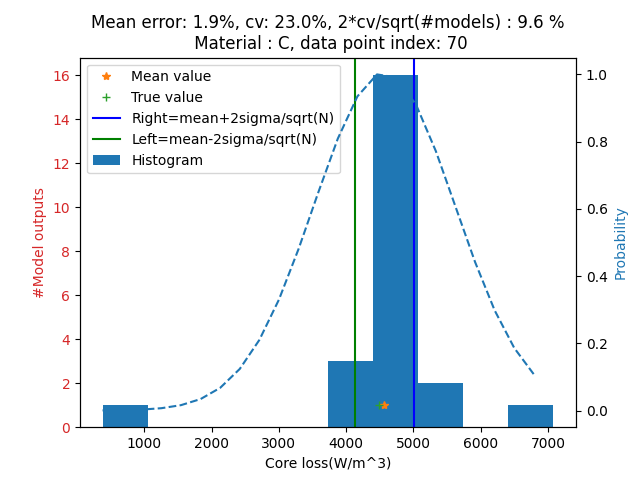 Mean error: 1.9%, cv: 23.0%, 2*cv/sqrt(#models) : 9.6 %
Material : C, data point index: 70
Mean value
True value
Right=mean+2sigma/sqrt(N)
Left=mean-2sigma/sqrt(N)
Histogram
#Model outputs
16
14
12
10
8
6
4
2
0
1.0
0.8
0.6
0.4
0.2
0.0
Probability
1000 2000 3000 4000 5000 6000 7000
Core loss(W/m^3)